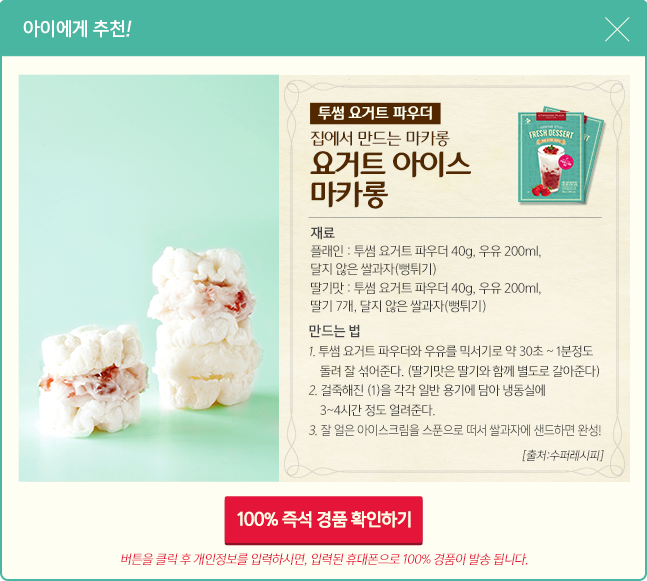 아이에게 추천!
투썸 요거트 파우더
집에서 만드는 마카롱
요거트 아이스
마카롱
FRESH DESSERT
재료
플레인 : 투썸 요거트 파우더 40g, 우유 200ml,
달지 않은 쌀과자(뻥튀기)
딸기맛 : 투썸 요거트 파우더 40g, 우유 200ml,
딸기 7개, 달지 않은 쌀과자(뻥튀기)
만드는 법
1. 투썸 요거트 파우더와 우유를 믹서기로 약 30초 ~ 1분정도
돌려 잘 섞어준다. (딸기맛은 딸기와 함께 별도로 갈아준다)
2. 걸죽해진 (1)을 각각 일반 용기에 담아 냉동실에
3~4시간 정도 얼려준다.
3. 잘 얼은 아이스크림을 스푼으로 떠서 쌀과자에 샌드하면 완성!
[출처:수퍼레시피]
100% 즉석 경품 확인하기
버튼을 클릭 후 개인정보를 입력하시면, 입력된 휴대폰으로 100% 경품이 발송 됩니다.